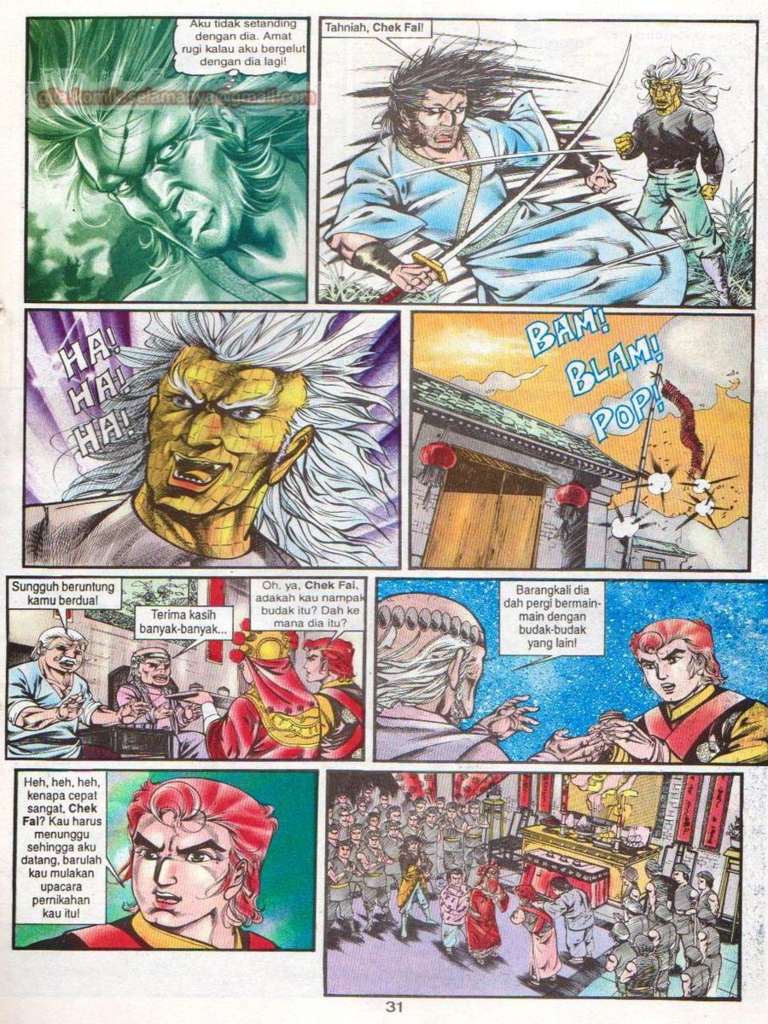 Aku tidak setanding
dengan dia. Amat
rugi kalau aku bergelut
dengan dia lagi!
Tahniah, Chek Fai!
HA!
HA!
HA!
BAM!
BLAM!
POP!
Sungguh beruntung
kamu berdua!
Terima kasih
banyak-banyak...
Oh, ya, Chek Fai,
adakah kau nampak
budak itu? Dah ke
mana dia itu?
Barangkali dia
dah pergi bermain-
main dengan
budak-budak
yang lain!
Heh, heh, heh,
kenapa cepat
sangat, Chek
Fai? Kau harus
menunggu
sehingga aku
datang, barulah
kau mulakan
upacara
pernikahan
kau itu!
31